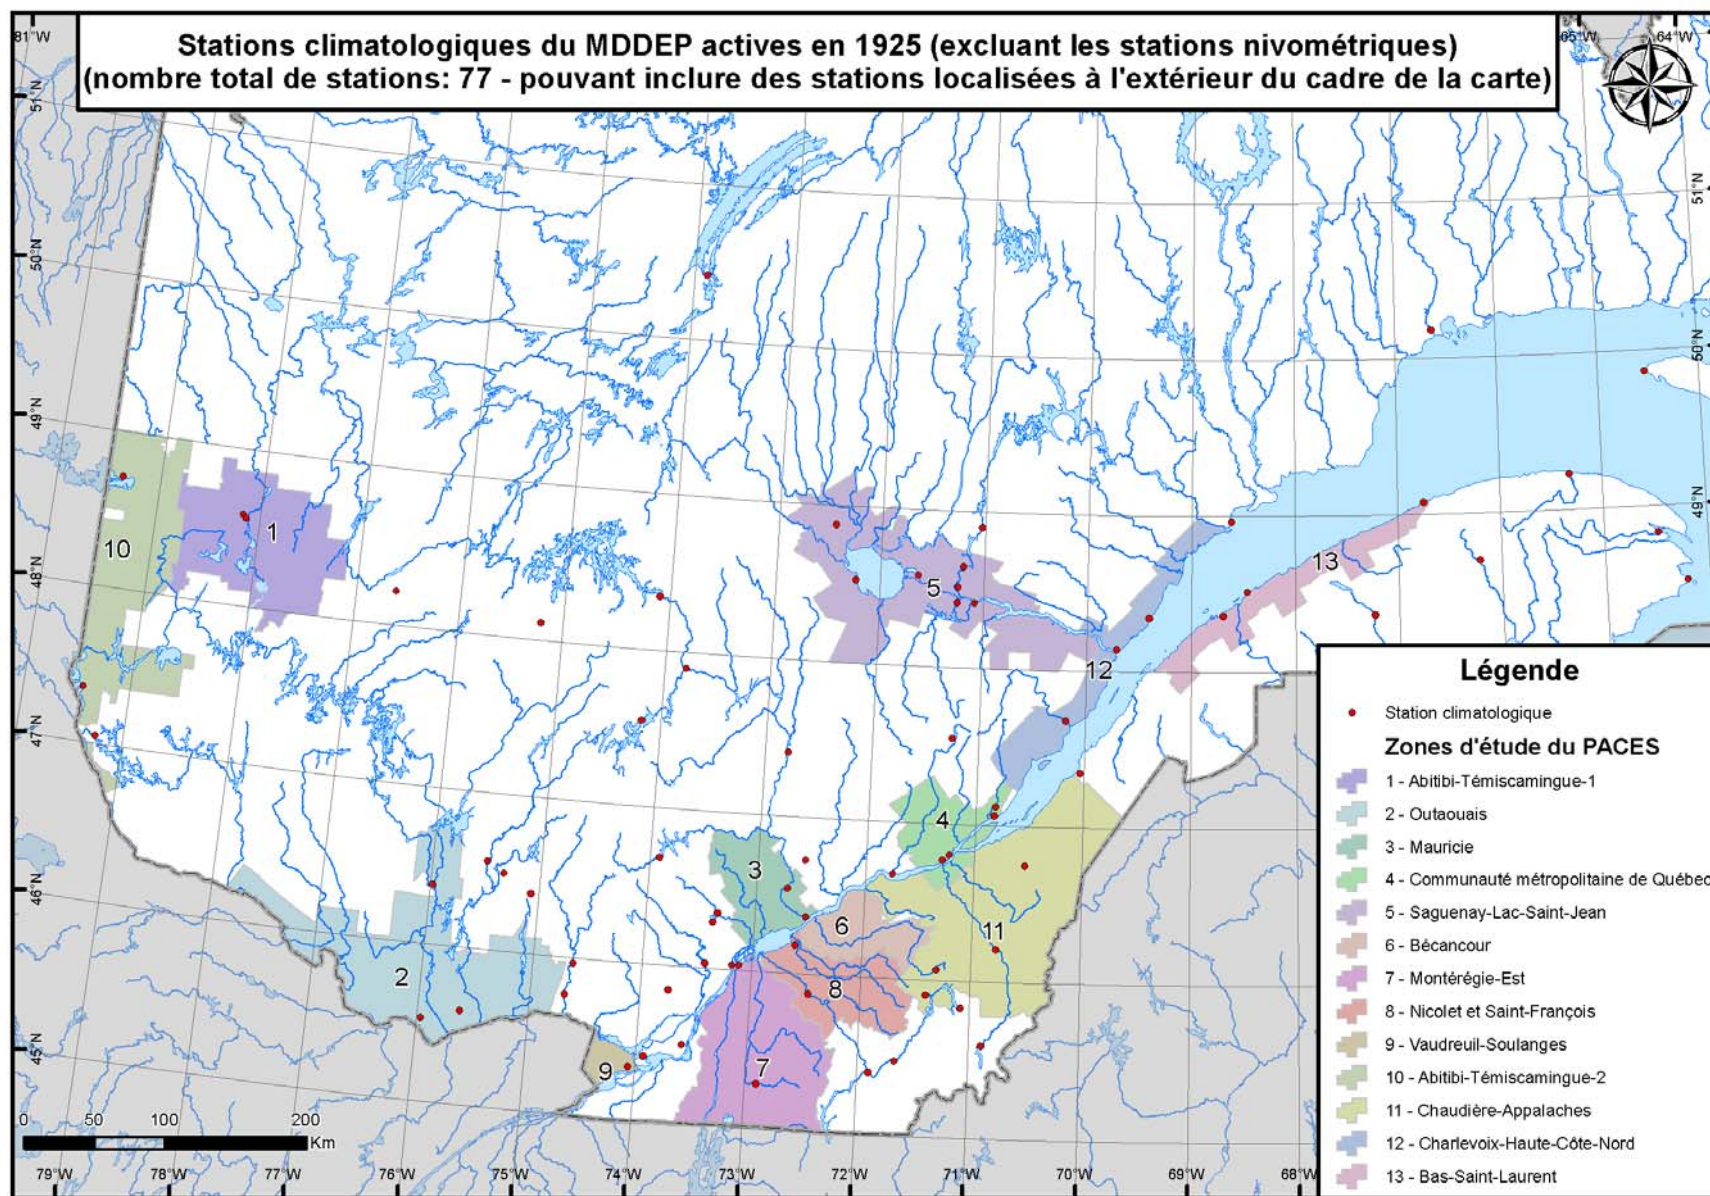 Stations climatologiques du MDDEP actives en 1925 (excluant les stations nivométriques)
(nombre total de stations: 77 - pouvant inclure des stations localisées à l'extérieur du cadre de la carte)
81°W
65°W
64°W
51°N
51°N
50°N
50°N
49°N
49°N
48°N
47°N
46°N
45°N
1
10
5
13
12
4
3
6
11
2
8
7
9
Légende
Station climatologique
Zones d'étude du PACES
1 - Abitibi-Témiscamingue-1
2 - Outaouais
3 - Mauricie
4 - Communauté métropolitaine de Québec
5 - Saguenay-Lac-Saint-Jean
6 - Bécancour
7 - Montérégie-Est
8 - Nicolet et Saint-François
9 - Vaudreuil-Soulanges
10 - Abitibi-Témiscamingue-2
11 - Chaudière-Appalaches
12 - Charlevoix-Haute-Côte-Nord
13 - Bas-Saint-Laurent
0 50 100 200
Km
79°W 78°W 77°W 76°W 75°W 74°W 73°W 72°W 71°W 70°W 69°W 68°W